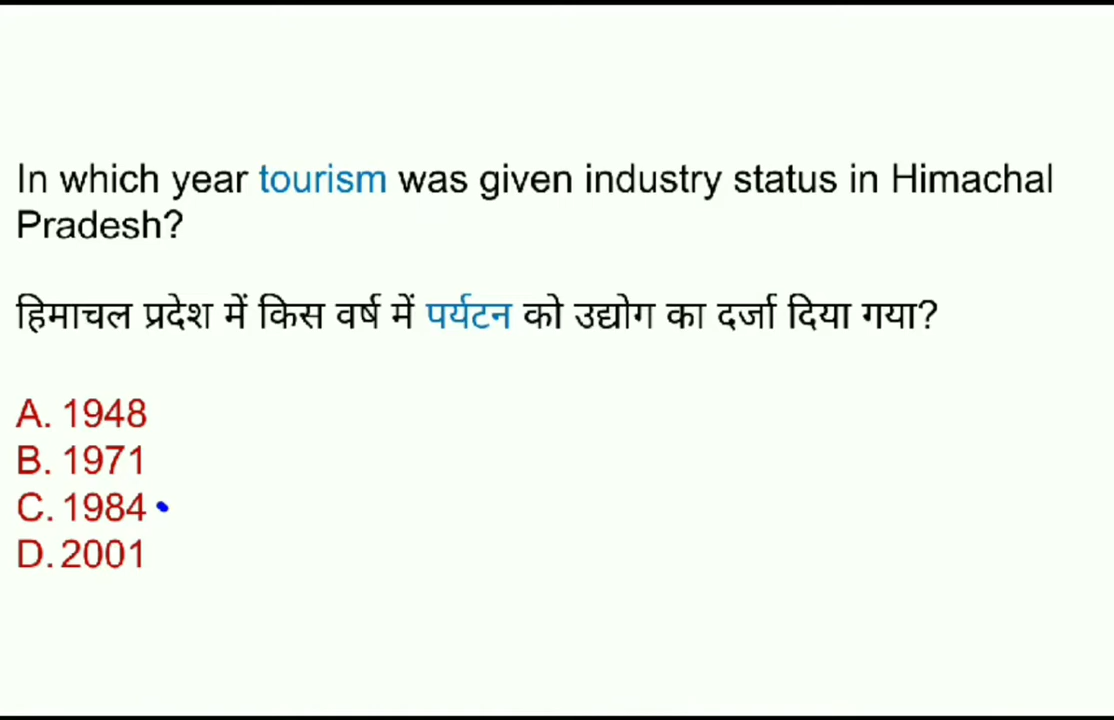 In which year tourism was given industry status in Himachal
Pradesh?
हिमाचल प्रदेश में किस वर्ष में पर्यटन को उद्योग का दर्जा दिया गया?
A. 1948
B. 1971
C. 1984
D. 2001